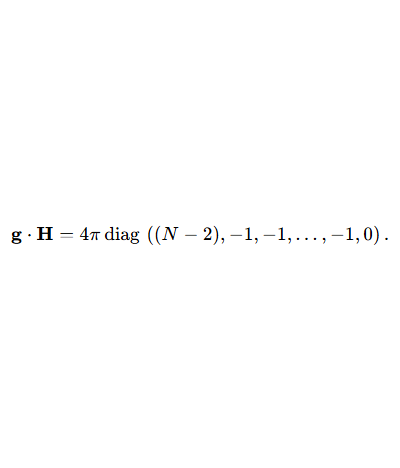 g · H = 4π diag ((N − 2), −1, −1, . . . , −1, 0) .